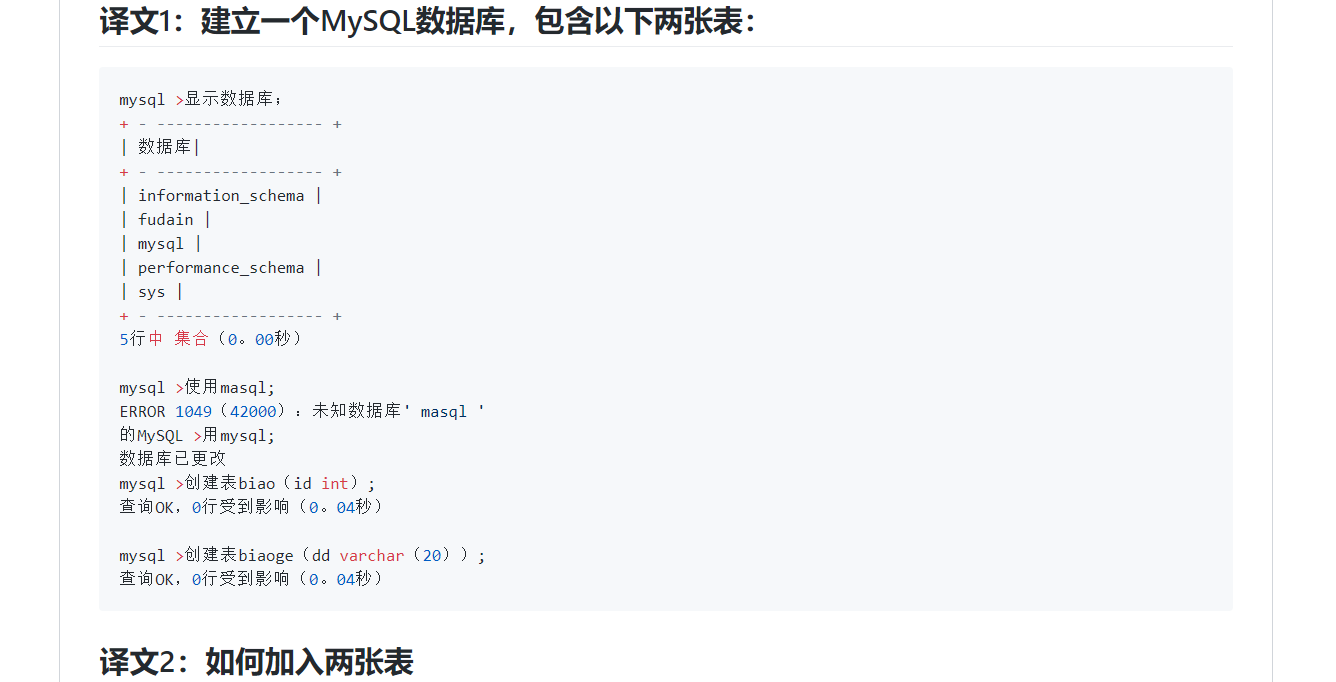 译文1：建立一个MySQL数据库，包含以下两张表：
mysql >显示数据库；
+ - ------------------ +
| 数据库|
+ - ------------------ +
| information_schema |
| fudain |
| mysql |
| performance_schema |
| sys |
+ - ------------------ +
5行中 集合（0。00秒）
mysql >使用masql;
ERROR 1049（42000）：未知数据库' masql '
的MySQL >用mysql;
数据库已更改
mysql >创建表biao（id int）;
查询OK，0行受到影响（0。04秒）
mysql >创建表biaoge（dd varchar（20））;
查询OK，0行受到影响（0。04秒）
译文2：如何加入两张表